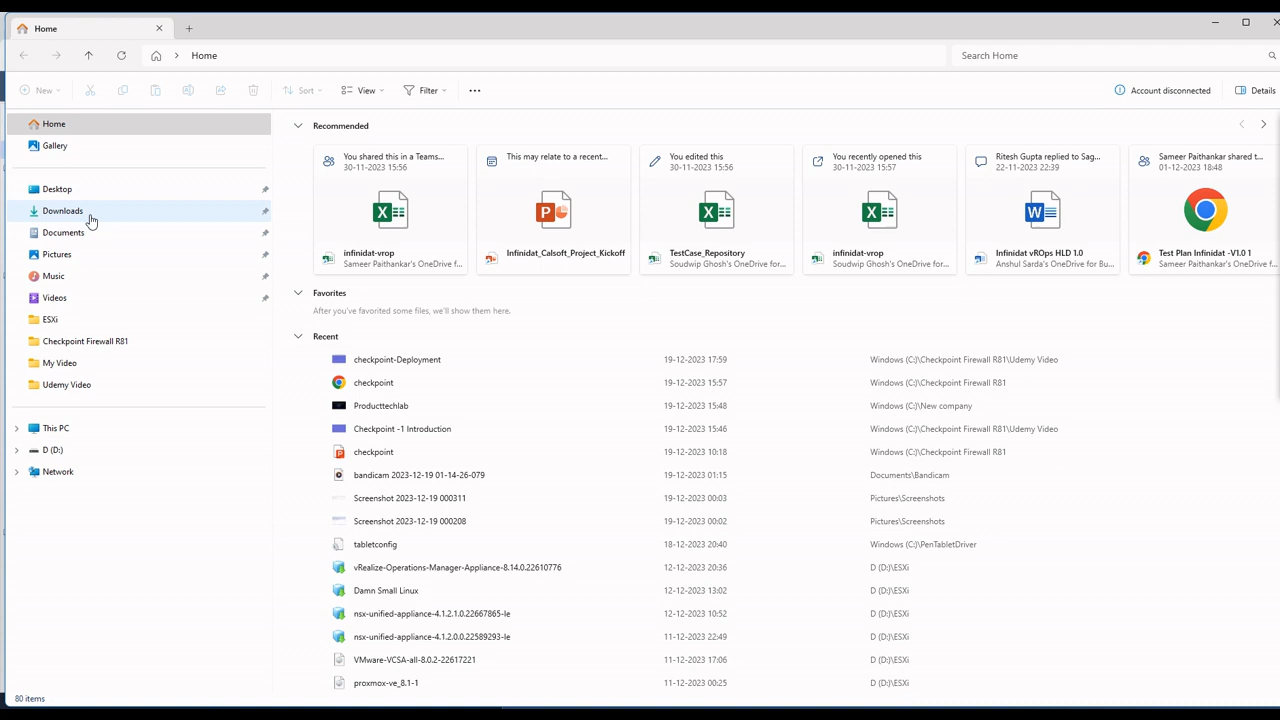 Home
Home
Search Home
New
Sort
View
Filter
Account disconnected
Details
Home
Gallery
Desktop
Downloads
Documents
Pictures
Music
Videos
ESXi
Checkpoint Firewall R81
My Video
Udemy Video
This PC
D (D:)
Network
80 items
Recommended
You shared this in a Teams...
30-11-2023 15:56
infinidat-vrop
Sameer Paithankar's OneDrive f...
This may relate to a recent...
Infinidat_Calsoft_Project_Kickoff
You edited this
30-11-2023 15:56
TestCase_Repository
Soudwip Ghosh's OneDrive for...
You recently opened this
30-11-2023 15:57
infinidat-vrop
Soudwip Ghosh's OneDrive for...
Ritesh Gupta replied to Sag...
22-11-2023 22:39
Infinidat vROps HLD 1.0
Anshul Sarda's OneDrive for Bu...
Sameer Paithankar shared t...
01-12-2023 18:48
Test Plan Infinidat -V1.0 1
Sameer Paithankar's OneDrive f...
Favorites
After you've favorited some files, we'll show them here.
Recent
checkpoint-Deployment 19-12-2023 17:59 Windows (C:)\Checkpoint Firewall R81\Udemy Video
checkpoint 19-12-2023 15:57 Windows (C:)\Checkpoint Firewall R81
Producttechlab 19-12-2023 15:48 Windows (C:)\New company
Checkpoint -1 Introduction 19-12-2023 15:46 Windows (C:)\Checkpoint Firewall R81\Udemy Video
checkpoint 19-12-2023 10:18 Windows (C:)\Checkpoint Firewall R81
bandicam 2023-12-19 01-14-26-079 19-12-2023 01:15 Documents\Bandicam
Screenshot 2023-12-19 000311 19-12-2023 00:03 Pictures\Screenshots
Screenshot 2023-12-19 000208 19-12-2023 00:02 Pictures\Screenshots
tabletconfig 18-12-2023 20:40 Windows (C:)\PenTabletDriver
vRealize-Operations-Manager-Appliance-8.14.0.22610776 12-12-2023 20:36 D (D:)\ESXi
Damn Small Linux 12-12-2023 13:02 D (D:)\ESXi
nsx-unified-appliance-4.1.2.1.0.22667865-le 12-12-2023 10:52 D (D:)\ESXi
nsx-unified-appliance-4.1.2.0.0.22589293-le 11-12-2023 22:49 D (D:)\ESXi
VMware-VCSA-all-8.0.2-22617221 11-12-2023 17:06 D (D:)\ESXi
proxmox-ve_8.1-1 11-12-2023 00:25 D (D:)\ESXi